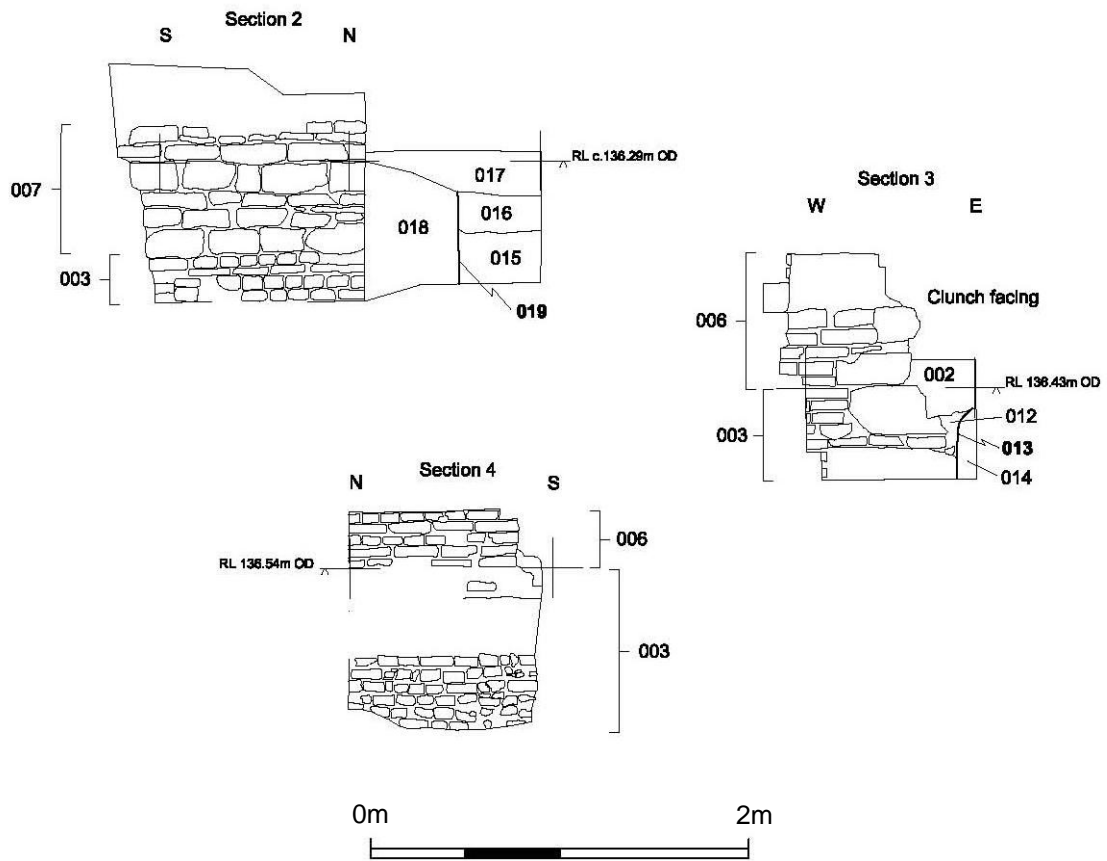 Section 2
S N
007
003
RL c.136.29m OD
017
016
018
015
019
Section 3
W E
Clunch facing
006
002
RL 136.43m OD
003
012
013
014
Section 4
N S
RL 136.54m OD
006
003
0m 2m